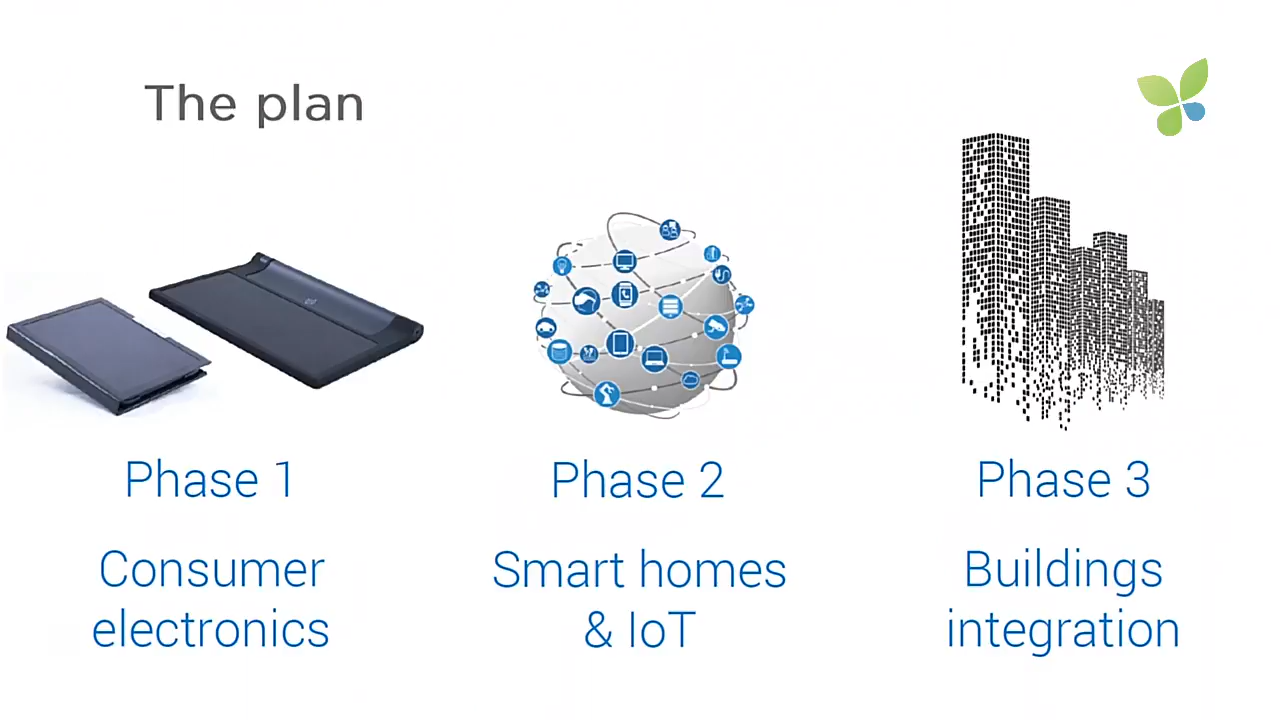 The plan
Phase 1
Consumer
electronics
Phase 2
Smart homes
& IoT
Phase 3
Buildings
integration